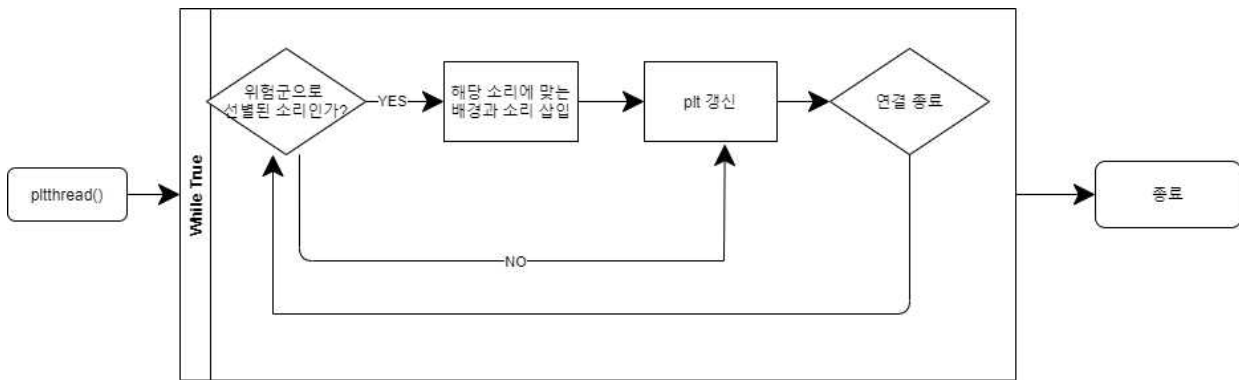 pltthread()
While True
위험군으로
선별된 소리인가?
YES
해당 소리에 맞는
배경과 소리 삽입
plt 갱신
연결 종료
NO
종료